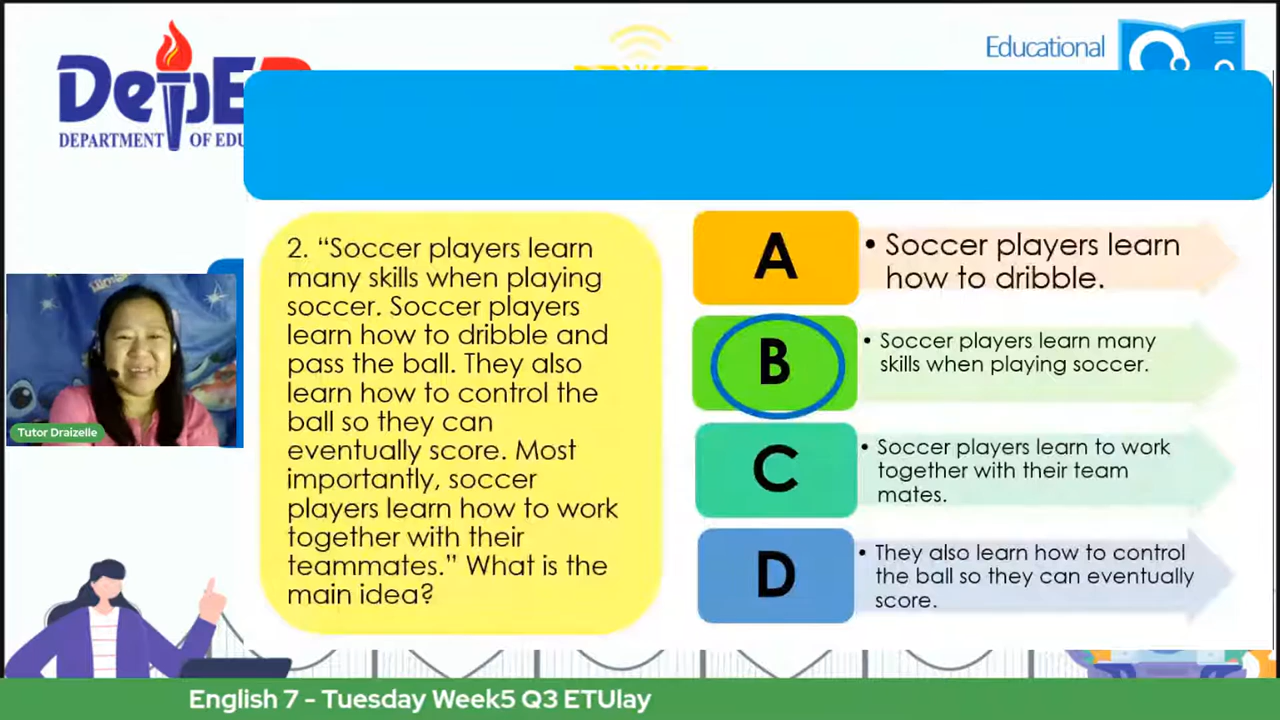 DepED
DEPARTMENT OF EDU
Educational
2. “Soccer players learn
many skills when playing
soccer. Soccer players
learn how to dribble and
pass the ball. They also
learn how to control the
ball so they can
eventually score. Most
importantly, soccer
players learn how to work
together with their
teammates.” What is the
main idea?
A
• Soccer players learn
how to dribble.
B
• Soccer players learn many
skills when playing soccer.
C
• Soccer players learn to work
together with their team
mates.
D
• They also learn how to control
the ball so they can eventually
score.
Tutor Draizelle
English 7 - Tuesday Week5 Q3 ETUlay